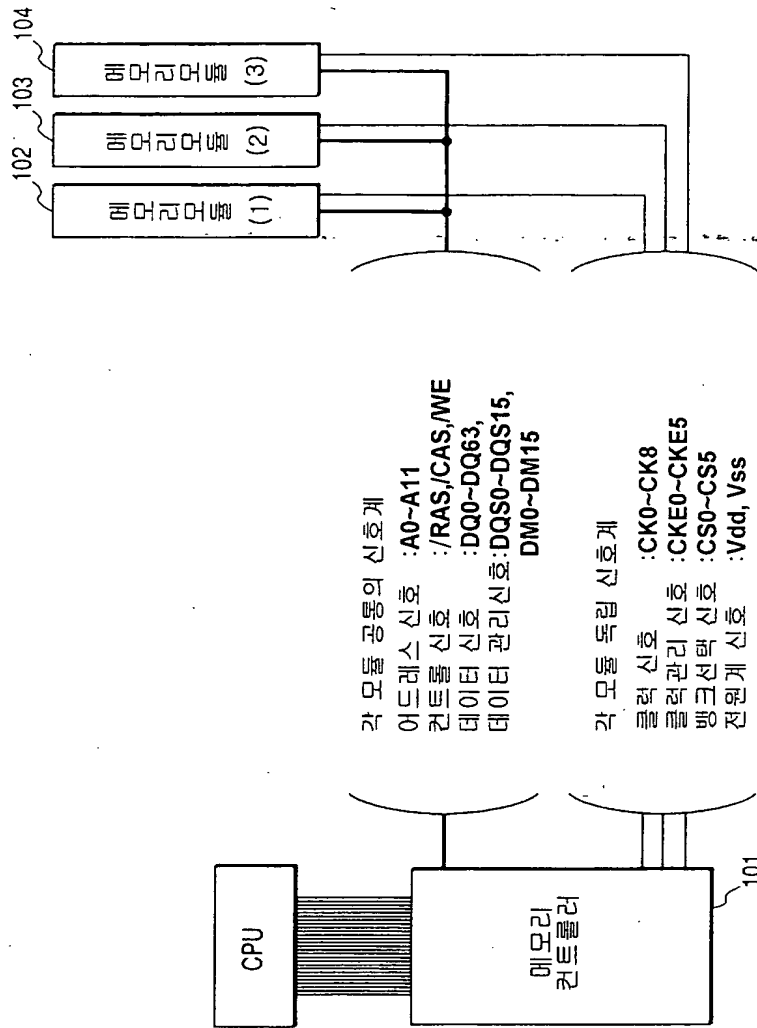 104
103
102
메모리모듈 (3)
메모리모듈 (2)
메모리모듈 (1)
각 모듈 공통의 신호계
어드레스 신호 :A0~A11
컨트롤 신호 :/RAS,/CAS,/WE
데이터 신호 :DQ0~DQ63,
데이터 관리신호:DQS0~DQS15,
DM0~DM15
각 모듈 독립 신호계
클럭 신호 :CK0~CK8
클럭관리 신호 :CKE0~CKE5
뱅크선택 신호 :CS0~CS5
전원계 신호 :Vdd, Vss
CPU
메모리
컨트롤러
101